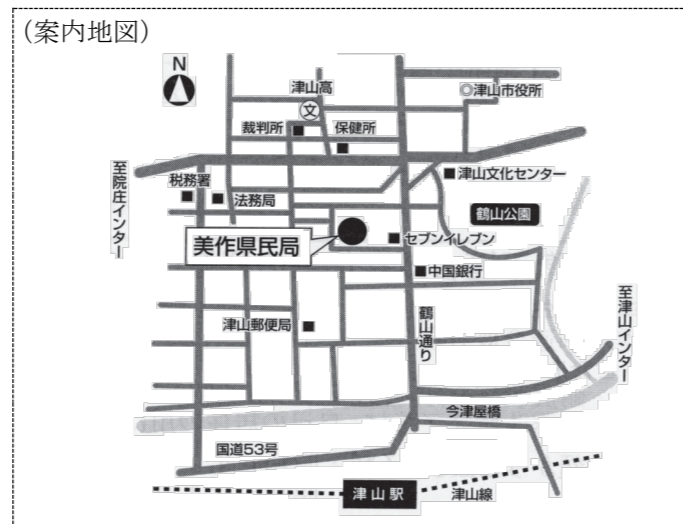 (案内地図)
N
津山高
文
◎津山市役所
裁判所
保健所
至院庄インター
税務署
法務局
津山文化センター
鶴山公園
美作県民局
セブンイレブン
中国銀行
至津山インター
津山郵便局
鶴山通り
今津屋橋
国道53号
津山駅
津山線